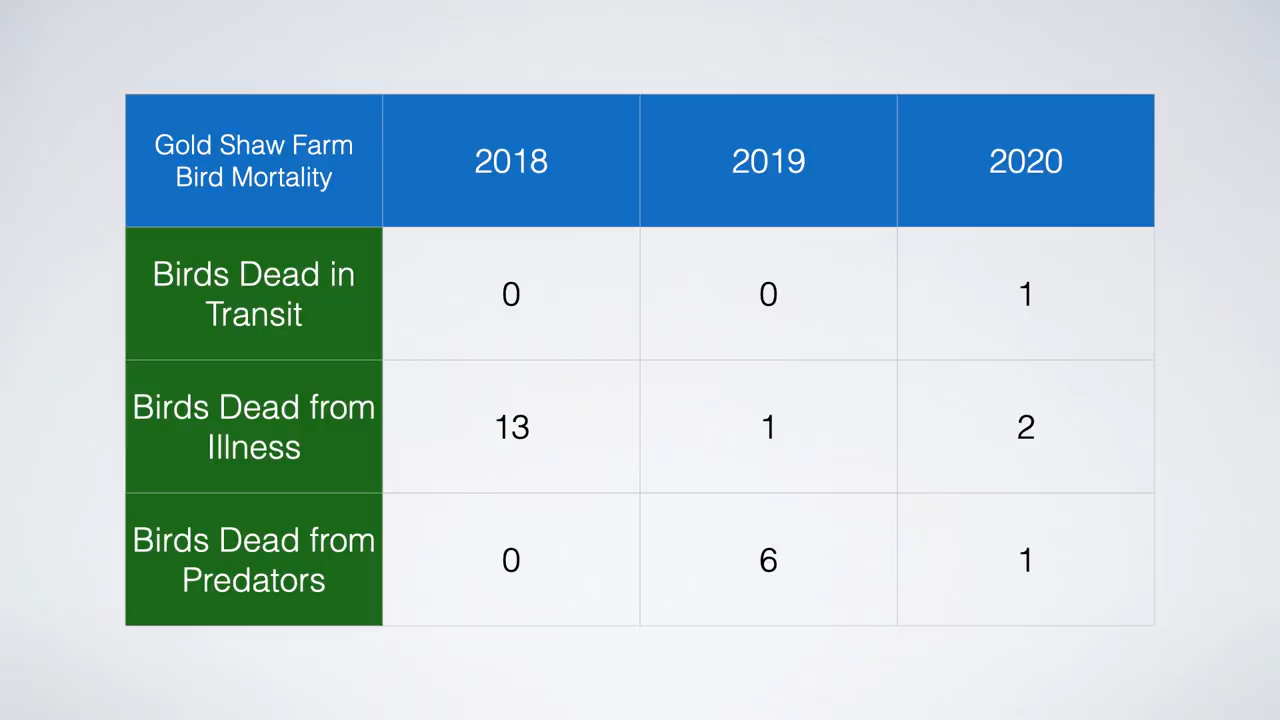 Gold Shaw Farm
Bird Mortality
2018
2019
2020
Birds Dead in
Transit
0
0
1
Birds Dead from
Illness
13
1
2
Birds Dead from
Predators
0
6
1